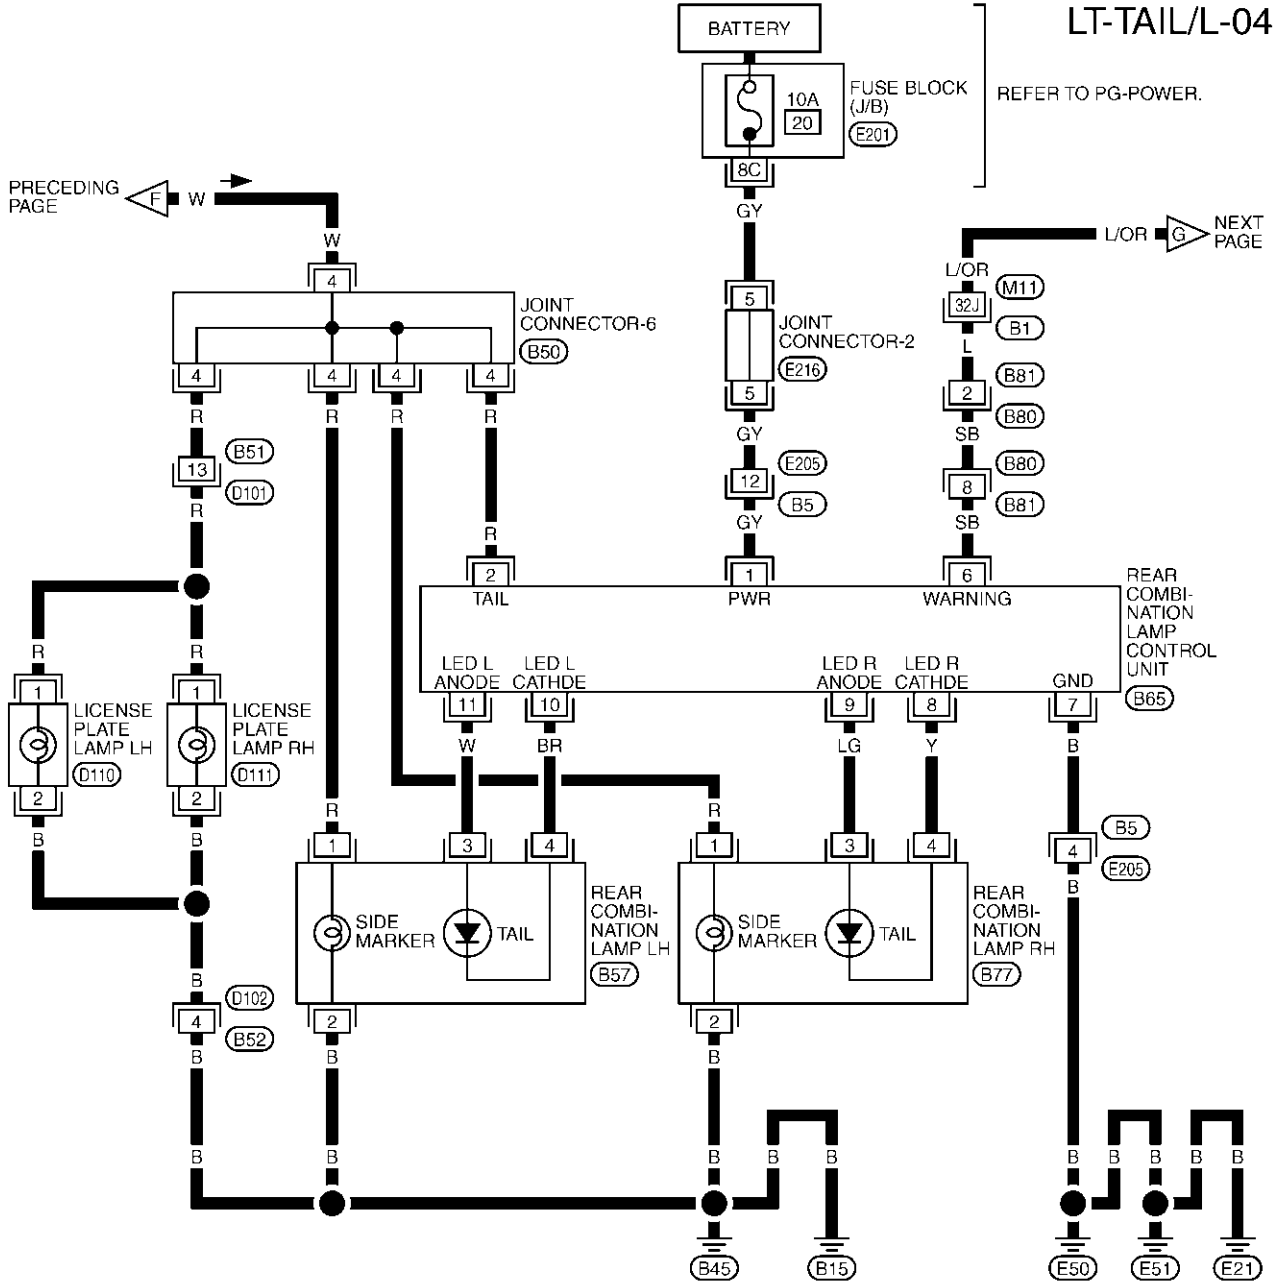 LT-TAIL/L-04
BATTERY
FUSE BLOCK
(J/B)
10A
20
E201
REFER TO PG-POWER.
8C
GY
PRECEDING
PAGE
F
W
W
4
JOINT
CONNECTOR-6
B50
4
4
4
4
R
R
R
R
5
JOINT
CONNECTOR-2
E216
5
GY
12
E205
B5
GY
L/OR
G
NEXT
PAGE
L/OR
32J
M11
B1
L
2
B81
B80
SB
8
B80
B81
SB
13
B51
D101
R
R
2
TAIL
1
PWR
6
WARNING
REAR
COMBI-
NATION
LAMP
CONTROL
UNIT
B65
LED L
ANODE
LED L
CATHDE
LED R
ANODE
LED R
CATHDE
GND
11
10
9
8
7
W
BR
LG
Y
B
R
R
1
1
LICENSE
PLATE
LAMP LH
D110
LICENSE
PLATE
LAMP RH
D111
2
2
B
B
R
R
1
3
4
1
3
4
4
B5
E205
B
SIDE
MARKER
TAIL
REAR
COMBI-
NATION
LAMP LH
B57
SIDE
MARKER
TAIL
REAR
COMBI-
NATION
LAMP RH
B77
B
4
D102
B52
2
2
B
B
B
B
B
B
B
B
B
B
B
B
B
B45
B15
E50
E51
E21